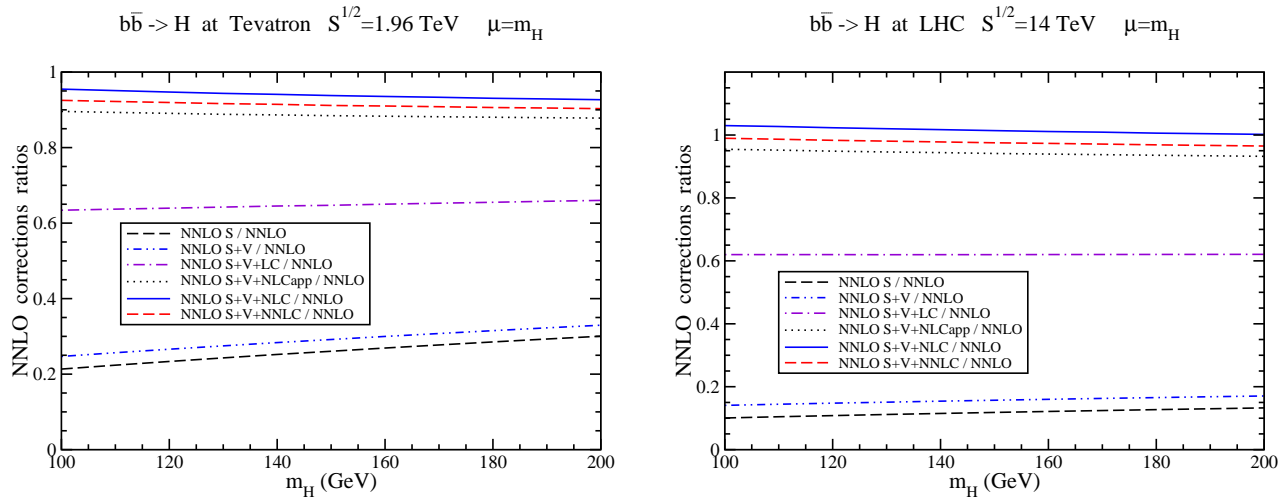 bb̄ -> H at Tevatron S^1/2=1.96 TeV μ=m_H
NNLO corrections ratios
1
0.8
0.6
0.4
0.2
0
NNLO S / NNLO
NNLO S+V / NNLO
NNLO S+V+LC / NNLO
NNLO S+V+NLCapp / NNLO
NNLO S+V+NLC / NNLO
NNLO S+V+NNLC / NNLO
100 120 140 160 180 200
m_H (GeV)
bb̄ -> H at LHC S^1/2=14 TeV μ=m_H
NNLO corrections ratios
1
0.8
0.6
0.4
0.2
0
NNLO S / NNLO
NNLO S+V / NNLO
NNLO S+V+LC / NNLO
NNLO S+V+NLCapp / NNLO
NNLO S+V+NLC / NNLO
NNLO S+V+NNLC / NNLO
100 120 140 160 180 200
m_H (GeV)